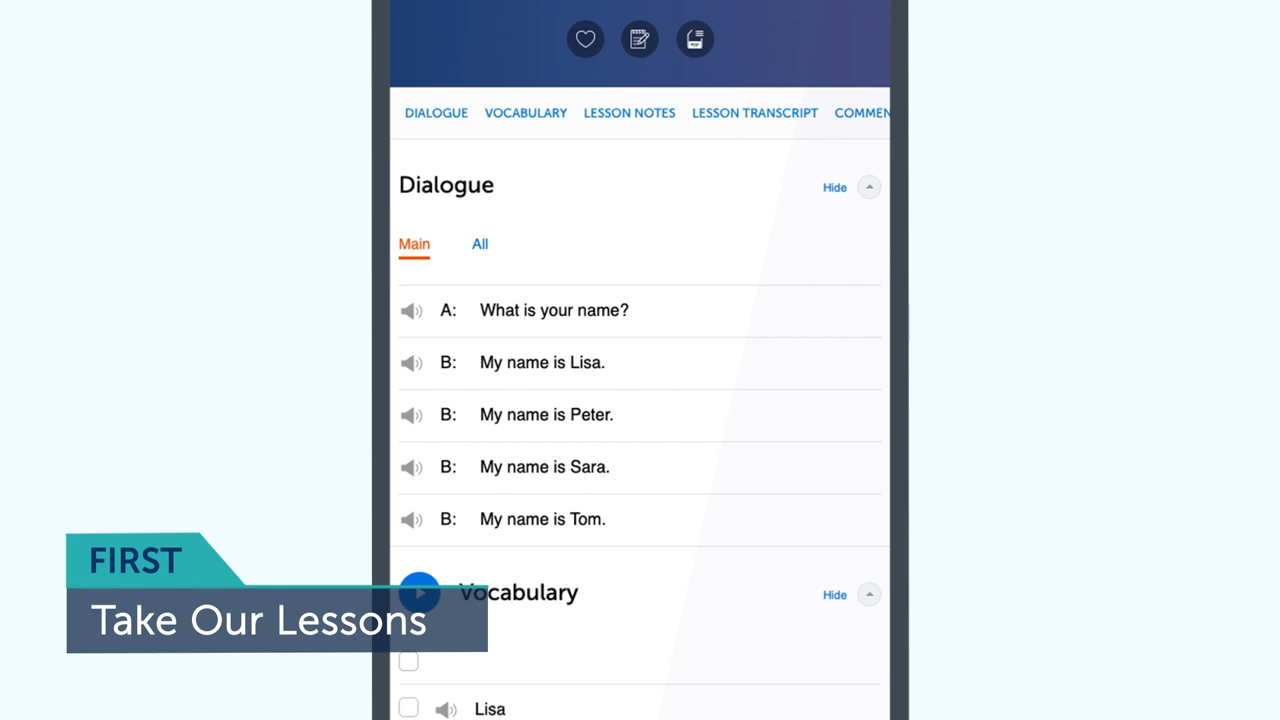 DIALOGUE VOCABULARY LESSON NOTES LESSON TRANSCRIPT COMMEN
Dialogue Hide
Main All
A: What is your name?
B: My name is Lisa.
B: My name is Peter.
B: My name is Sara.
B: My name is Tom.
Vocabulary Hide
Lisa
FIRST
Take Our Lessons